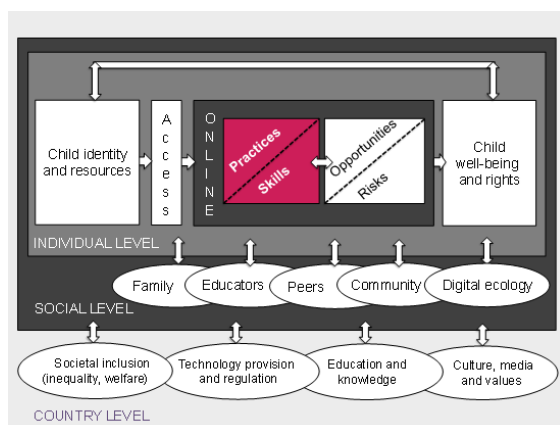 Child identity
and resources
Access
ONLINE
Practices
Skills
Opportunities
Risks
Child
well-being
and rights
INDIVIDUAL LEVEL
Family
Educators
Peers
Community
Digital ecology
SOCIAL LEVEL
Societal inclusion
(inequality, welfare)
Technology provision
and regulation
Education and
knowledge
Culture, media
and values
COUNTRY LEVEL